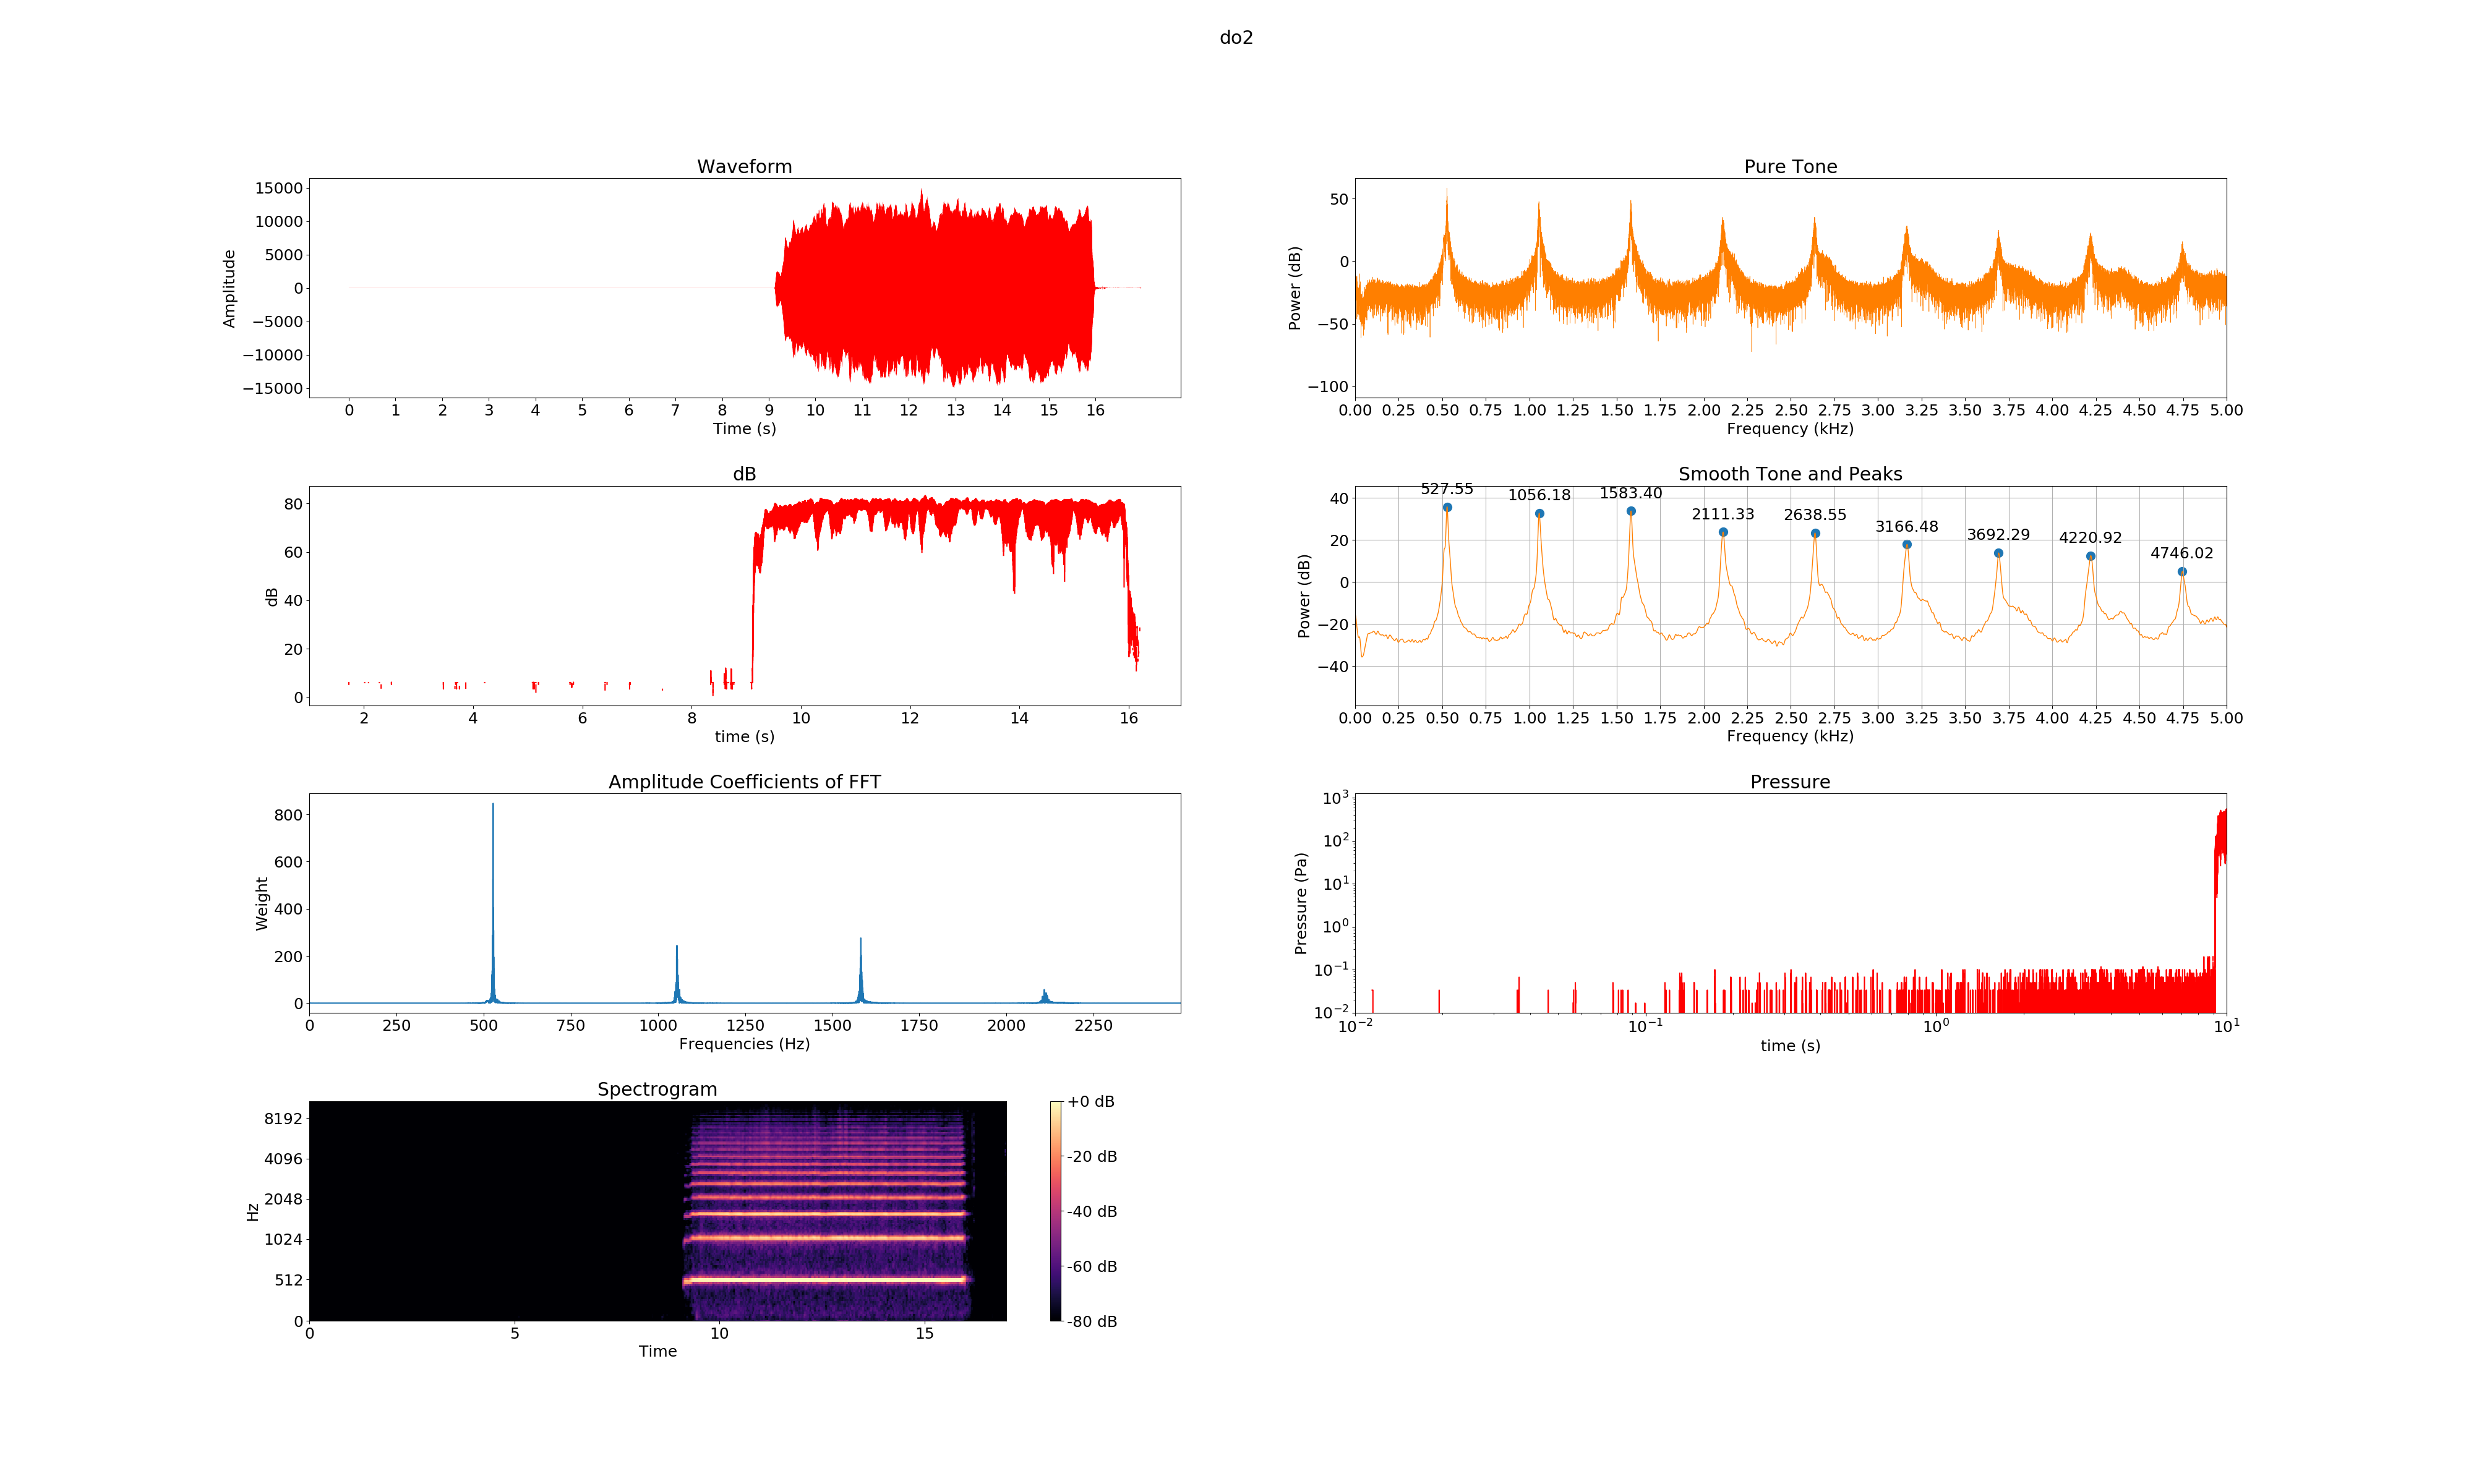 do2
Waveform
Amplitude
15000
10000
5000
0
−5000
−10000
−15000
0 1 2 3 4 5 6 7 8 9 10 11 12 13 14 15 16
Time (s)
Pure Tone
Power (dB)
50
0
−50
−100
0.00 0.25 0.50 0.75 1.00 1.25 1.50 1.75 2.00 2.25 2.50 2.75 3.00 3.25 3.50 3.75 4.00 4.25 4.50 4.75 5.00
Frequency (kHz)
dB
dB
80
60
40
20
0
2 4 6 8 10 12 14 16
time (s)
Smooth Tone and Peaks
Power (dB)
40
20
0
−20
−40
527.55 1056.18 1583.40 2111.33 2638.55 3166.48 3692.29 4220.92 4746.02
0.00 0.25 0.50 0.75 1.00 1.25 1.50 1.75 2.00 2.25 2.50 2.75 3.00 3.25 3.50 3.75 4.00 4.25 4.50 4.75 5.00
Frequency (kHz)
Amplitude Coefficients of FFT
Weight
800
600
400
200
0
0 250 500 750 1000 1250 1500 1750 2000 2250
Frequencies (Hz)
Pressure
Pressure (Pa)
10³
10²
10¹
10⁰
10⁻¹
10⁻²
10⁻² 10⁻¹ 10⁰ 10¹
time (s)
Spectrogram
Hz
8192
4096
2048
1024
512
0
0 5 10 15
Time
+0 dB
-20 dB
-40 dB
-60 dB
-80 dB